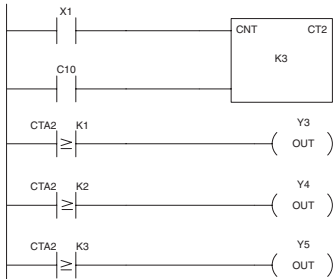 X1
CNT CT2
K3
C10
CTA2 ≥ K1 Y3
OUT
CTA2 ≥ K2 Y4
OUT
CTA2 ≥ K3 Y5
OUT